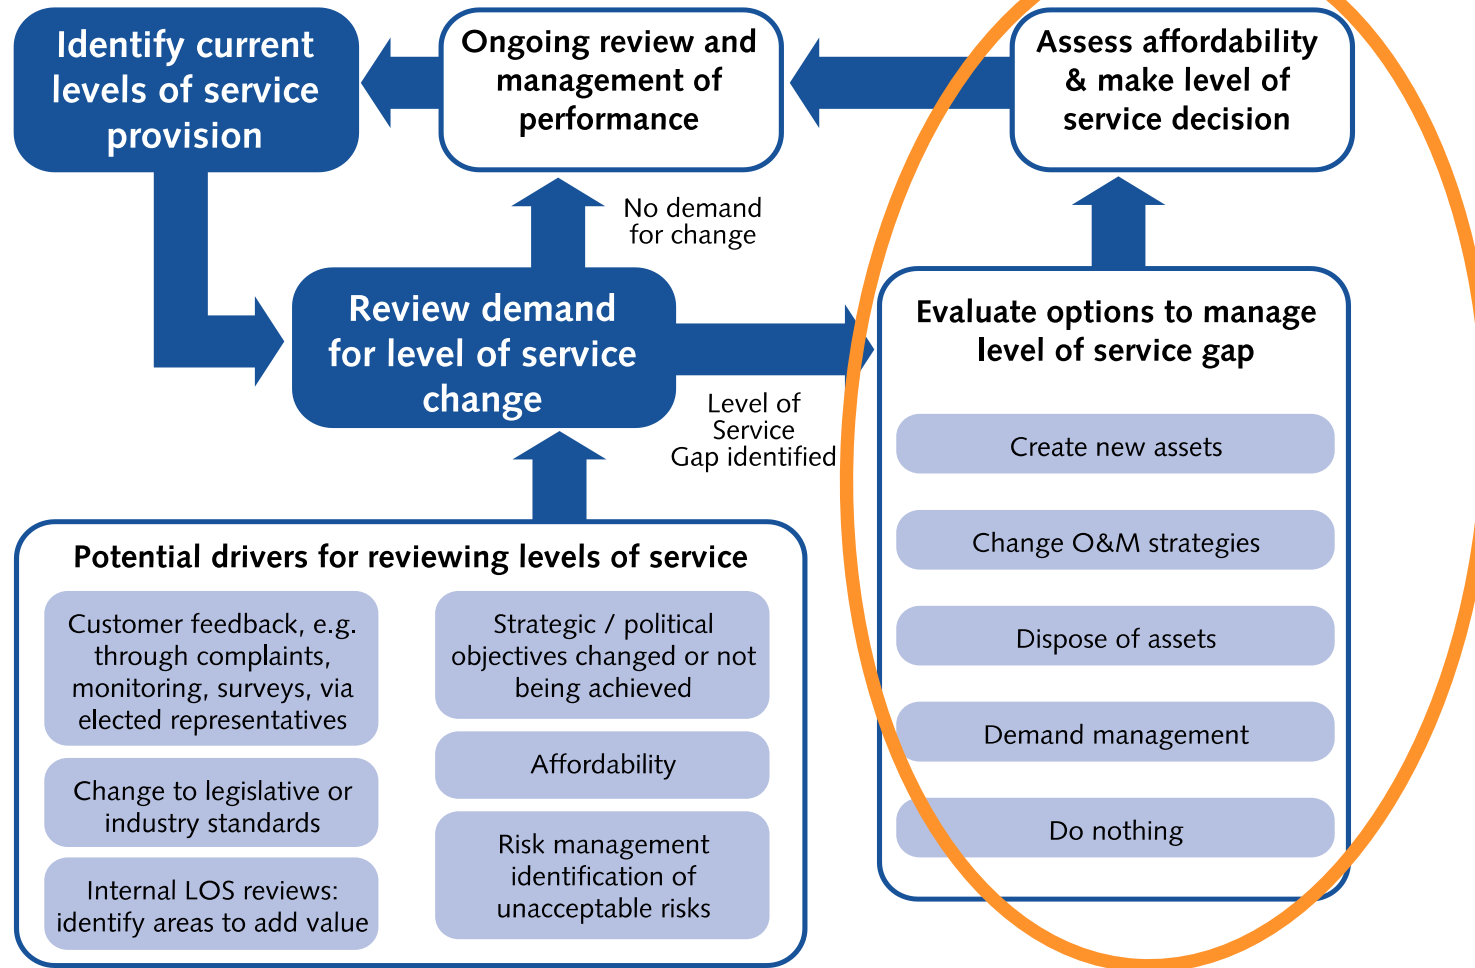 Identify current
levels of service
provision
Ongoing review and
management of
performance
Assess affordability
& make level of
service decision
No demand
for change
Review demand
for level of service
change
Level of
Service
Gap identified
Evaluate options to manage
level of service gap
Create new assets
Change O&M strategies
Dispose of assets
Demand management
Do nothing
Potential drivers for reviewing levels of service
Customer feedback, e.g.
through complaints,
monitoring, surveys, via
elected representatives
Change to legislative or
industry standards
Internal LOS reviews:
identify areas to add value
Strategic / political
objectives changed or not
being achieved
Affordability
Risk management
identification of
unacceptable risks